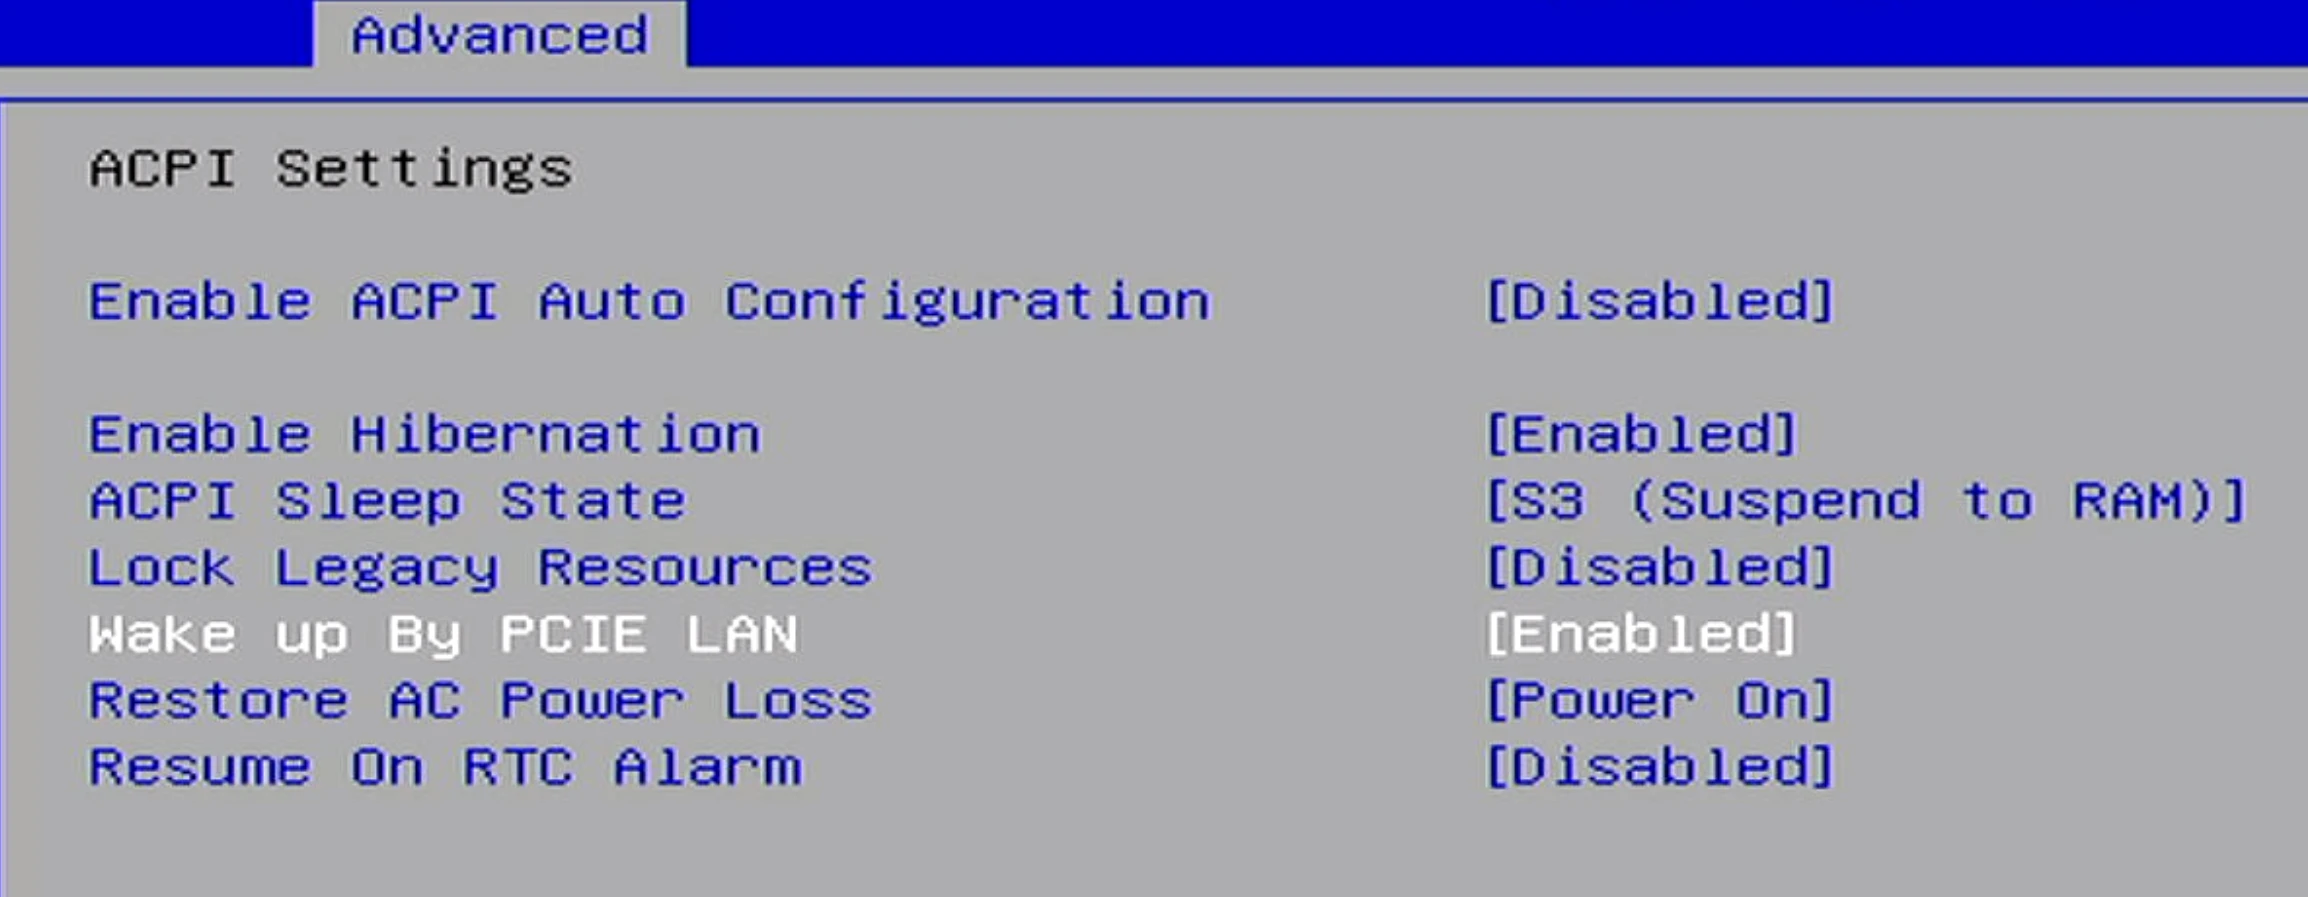 Advanced
ACPI Settings
Enable ACPI Auto Configuration [Disabled]
Enable Hibernation [Enabled]
ACPI Sleep State [S3 (Suspend to RAM)]
Lock Legacy Resources [Disabled]
Wake up By PCIE LAN [Enabled]
Restore AC Power Loss [Power On]
Resume On RTC Alarm [Disabled]